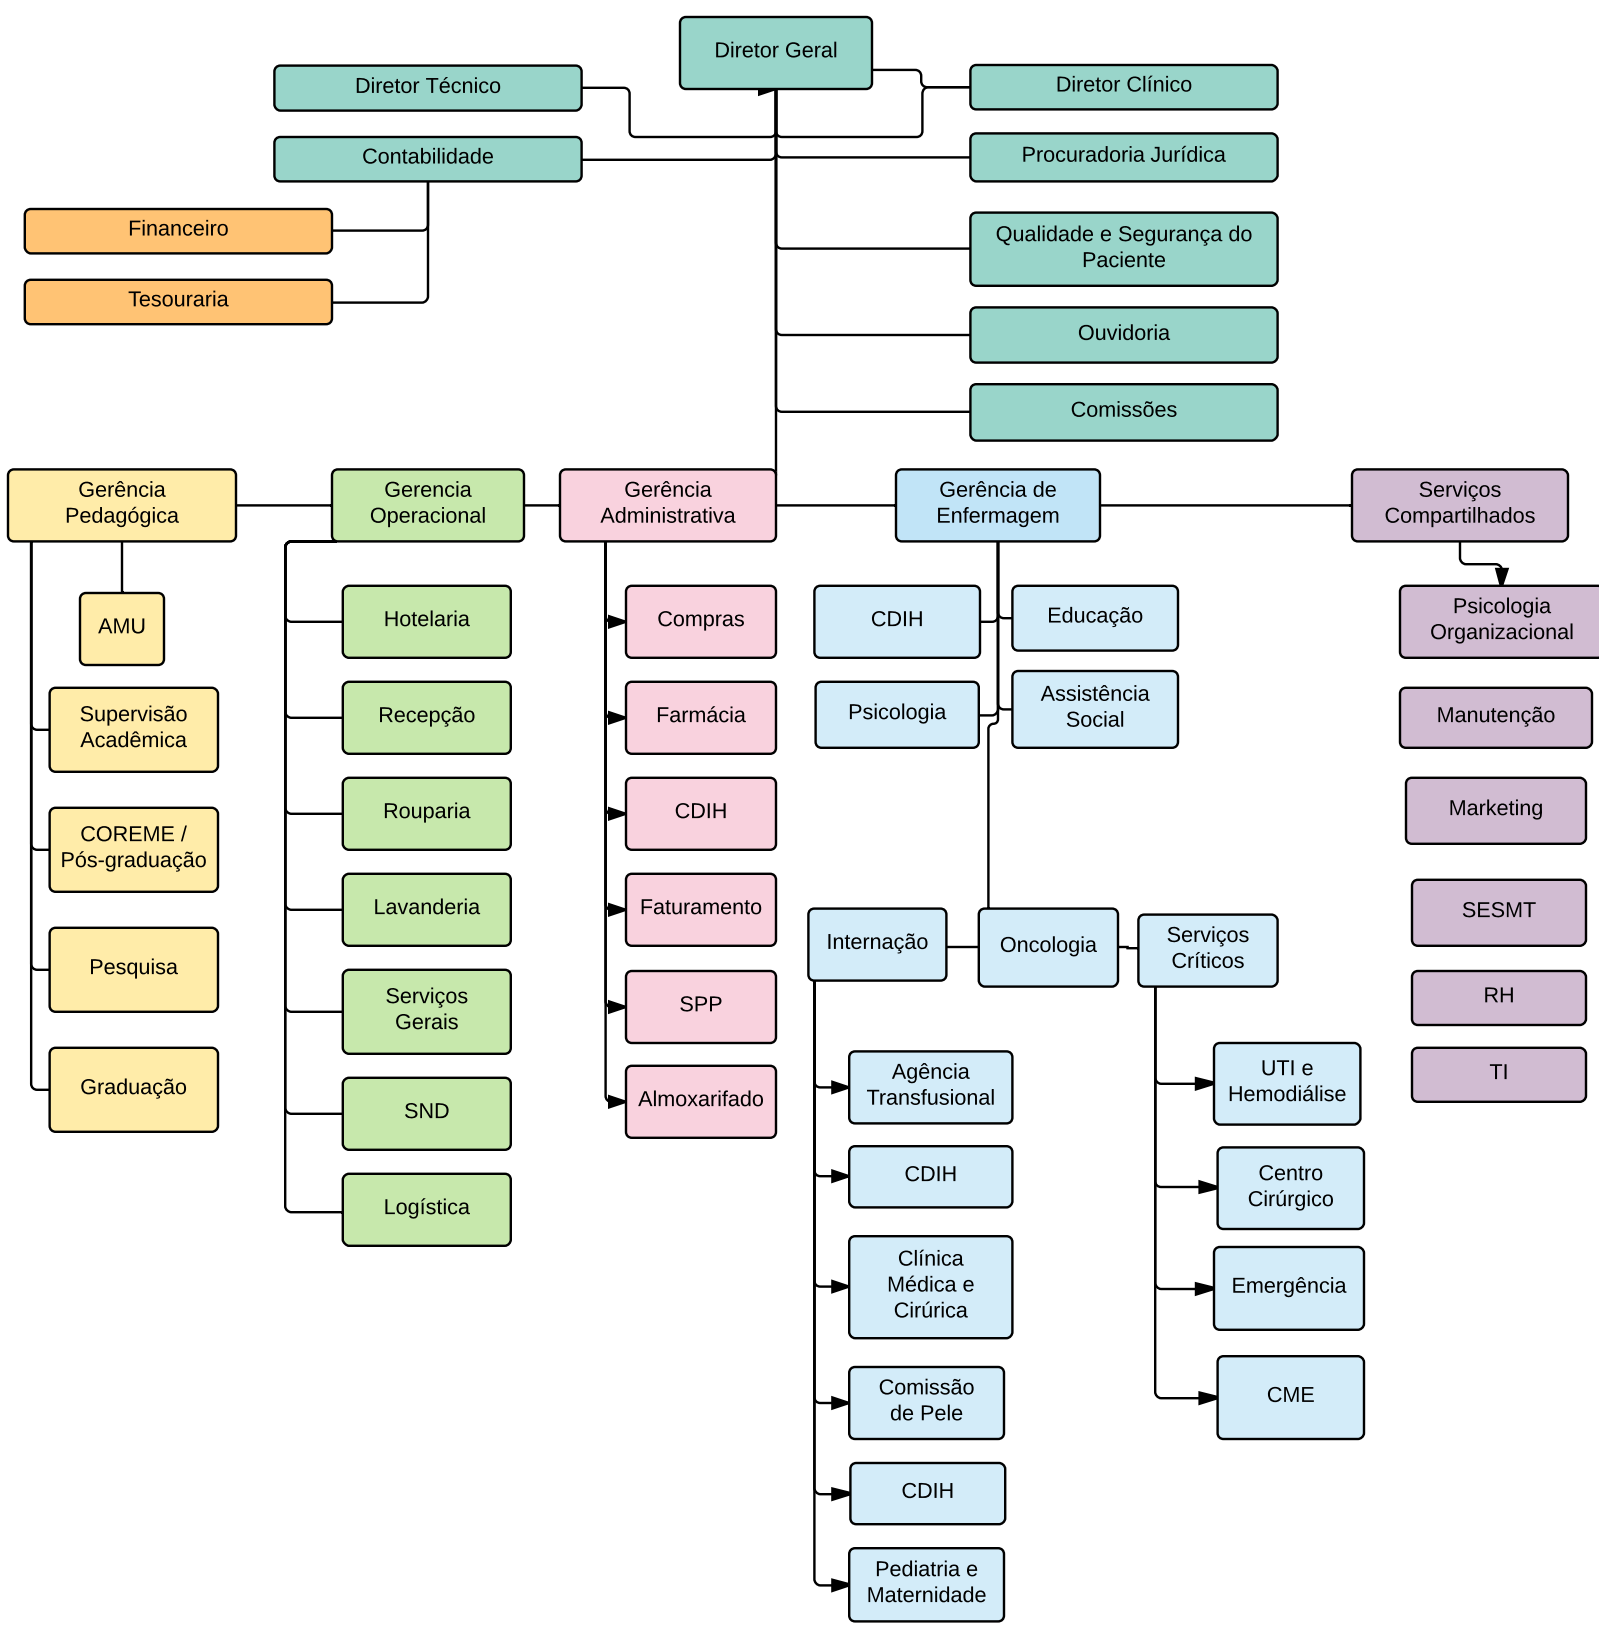 Diretor Geral
Diretor Técnico
Diretor Clínico
Contabilidade
Procuradoria Jurídica
Financeiro
Qualidade e Segurança do
Paciente
Tesouraria
Ouvidoria
Comissões
Gerência
Pedagógica
Gerencia
Operacional
Gerência
Administrativa
Gerência de
Enfermagem
Serviços
Compartilhados
AMU
Supervisão
Acadêmica
COREME /
Pós-graduação
Pesquisa
Graduação
Hotelaria
Recepção
Rouparia
Lavanderia
Serviços
Gerais
SND
Logística
Compras
Farmácia
CDIH
Faturamento
SPP
Almoxarifado
CDIH
Educação
Psicologia
Assistência
Social
Internação
Oncologia
Serviços
Críticos
Agência
Transfusional
CDIH
Clínica
Médica e
Cirúrica
Comissão
de Pele
CDIH
Pediatria e
Maternidade
UTI e
Hemodiálise
Centro
Cirúrgico
Emergência
CME
Psicologia
Organizacional
Manutenção
Marketing
SESMT
RH
TI